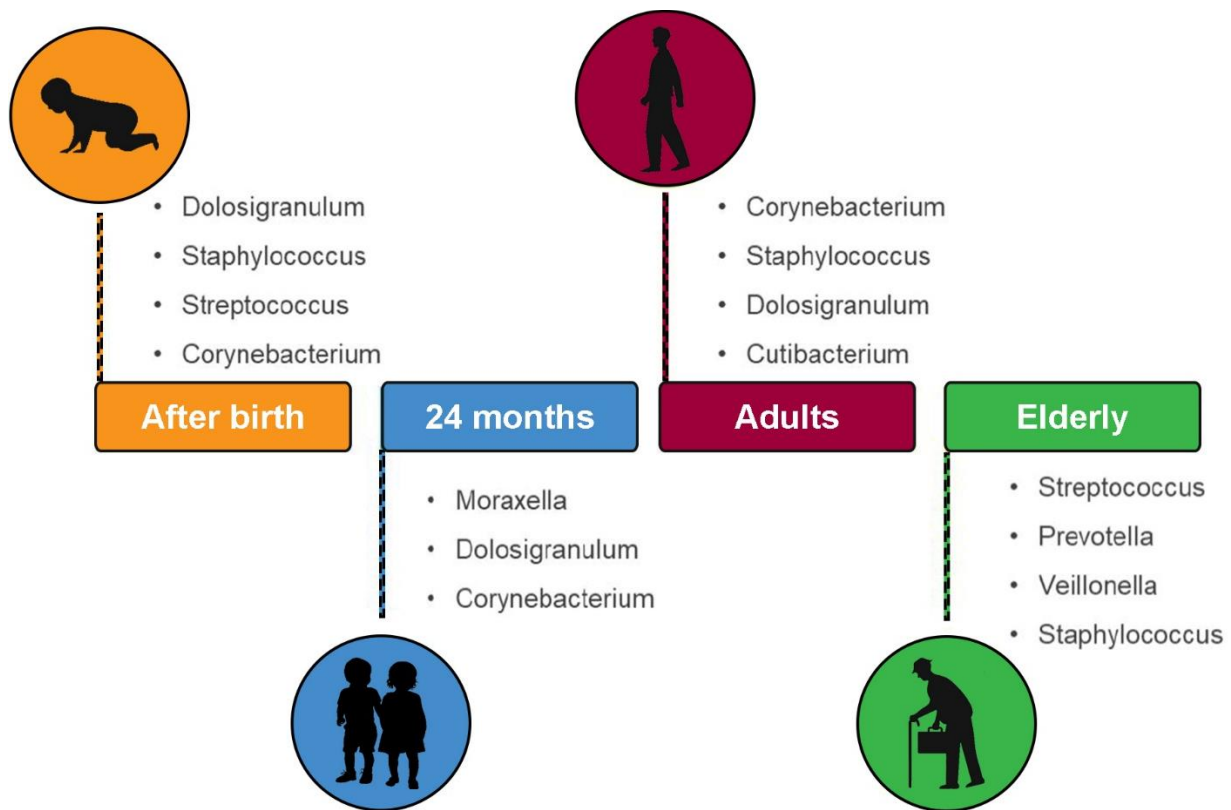 • Dolosigranulum
• Staphylococcus
• Streptococcus
• Corynebacterium
After birth
24 months
• Moraxella
• Dolosigranulum
• Corynebacterium
• Corynebacterium
• Staphylococcus
• Dolosigranulum
• Cutibacterium
Adults
Elderly
• Streptococcus
• Prevotella
• Veillonella
• Staphylococcus